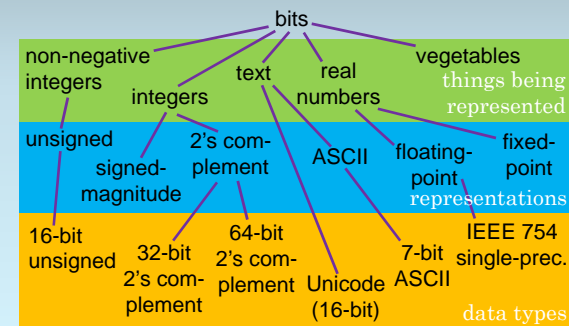 bits
non-negative
integers
integers
text
real
numbers
vegetables
things being
represented
unsigned
signed-
magnitude
2's com-
plement
ASCII
floating-
point
fixed-
point
representations
16-bit
unsigned
32-bit
2's com-
plement
64-bit
2's com-
plement
Unicode
(16-bit)
7-bit
ASCII
IEEE 754
single-prec.
data types